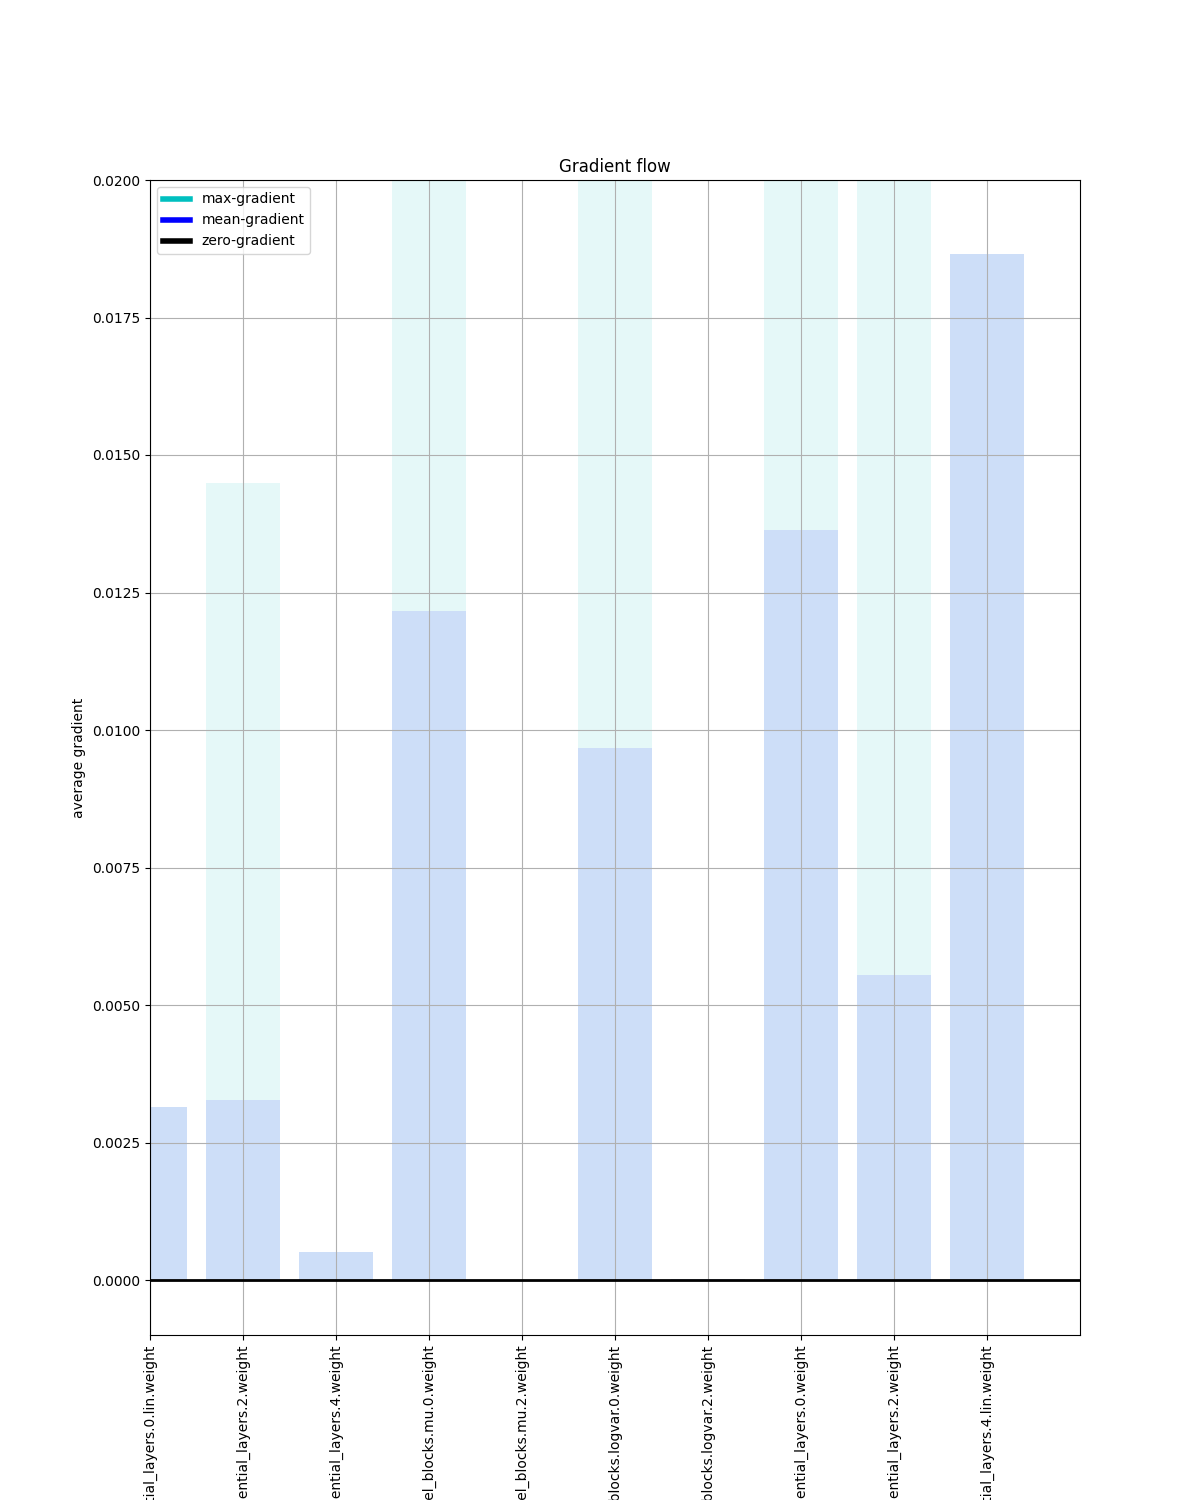 Gradient flow
max-gradient
mean-gradient
zero-gradient
0.0200
0.0175
0.0150
0.0125
0.0100
0.0075
0.0050
0.0025
0.0000
average gradient
tial_layers.0.lin.weight
ential_layers.2.weight
ential_layers.4.weight
el_blocks.mu.0.weight
el_blocks.mu.2.weight
blocks.logvar.0.weight
blocks.logvar.2.weight
ential_layers.0.weight
ential_layers.2.weight
tial_layers.4.lin.weight